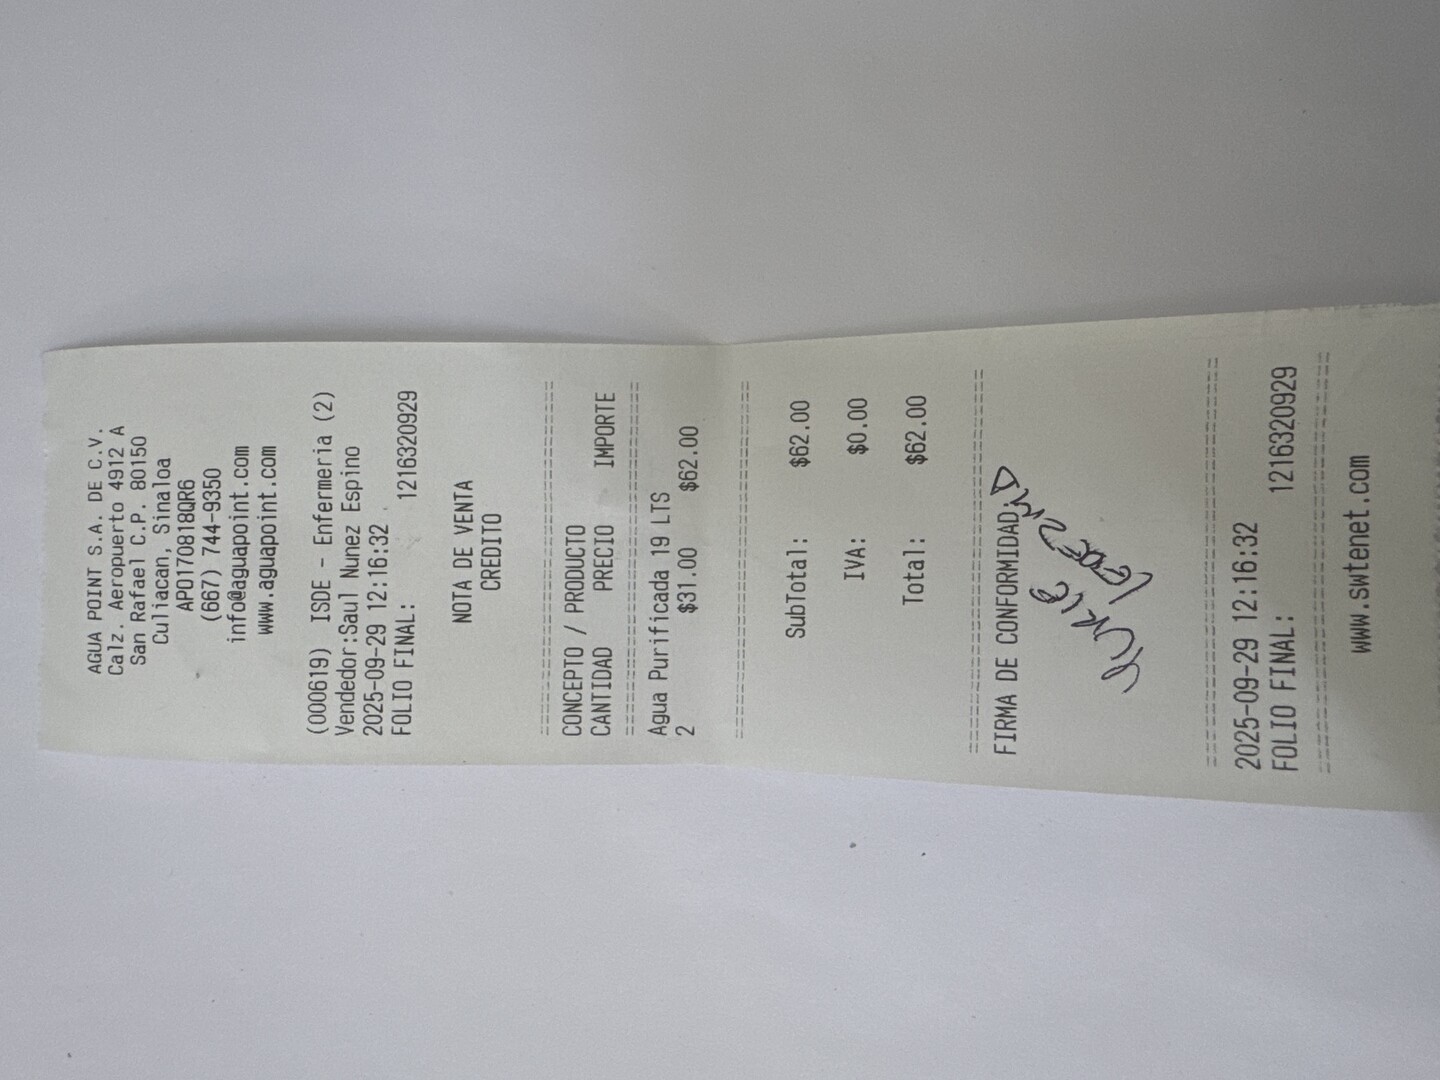 AGUA POINT S.A. DE C.V.
Calz. Aeropuerto 4912 A
San Rafael C.P. 80150
Culiacan, Sinaloa
APO170818QR6
(667) 744-9350
info@aguapoint.com
www.aguapoint.com
(000619) ISDE - Enfermeria (2)
Vendedor:Saul Nunez Espino
2025-09-29 12:16:32
FOLIO FINAL: 1216320929
NOTA DE VENTA
CREDITO
CONCEPTO / PRODUCTO
CANTIDAD PRECIO IMPORTE
Agua Purificada 19 LTS
2 $31.00 $62.00
SubTotal: $62.00
IVA: $0.00
Total: $62.00
FIRMA DE CONFORMIDAD:
2025-09-29 12:16:32
FOLIO FINAL: 1216320929
www.swtenet.com